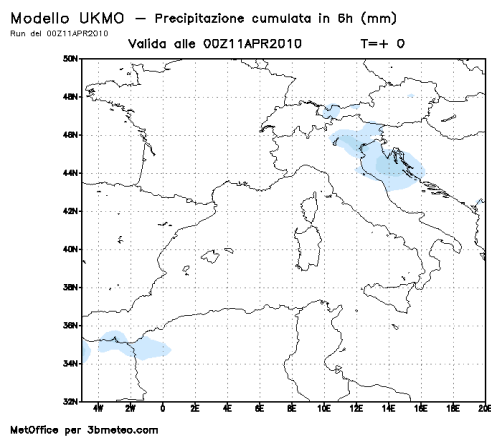 Modello UKMO — Precipitazione cumulata in 6h (mm)
Run del 00Z11APR2010
Valida alle 00Z11APR2010 T=+ 0
50N
48N
46N
44N
42N
40N
38N
36N
34N
32N
4W 2W 0 2E 4E 6E 8E 10E 12E 14E 16E 18E 20E
MetOffice per 3bmeteo.com